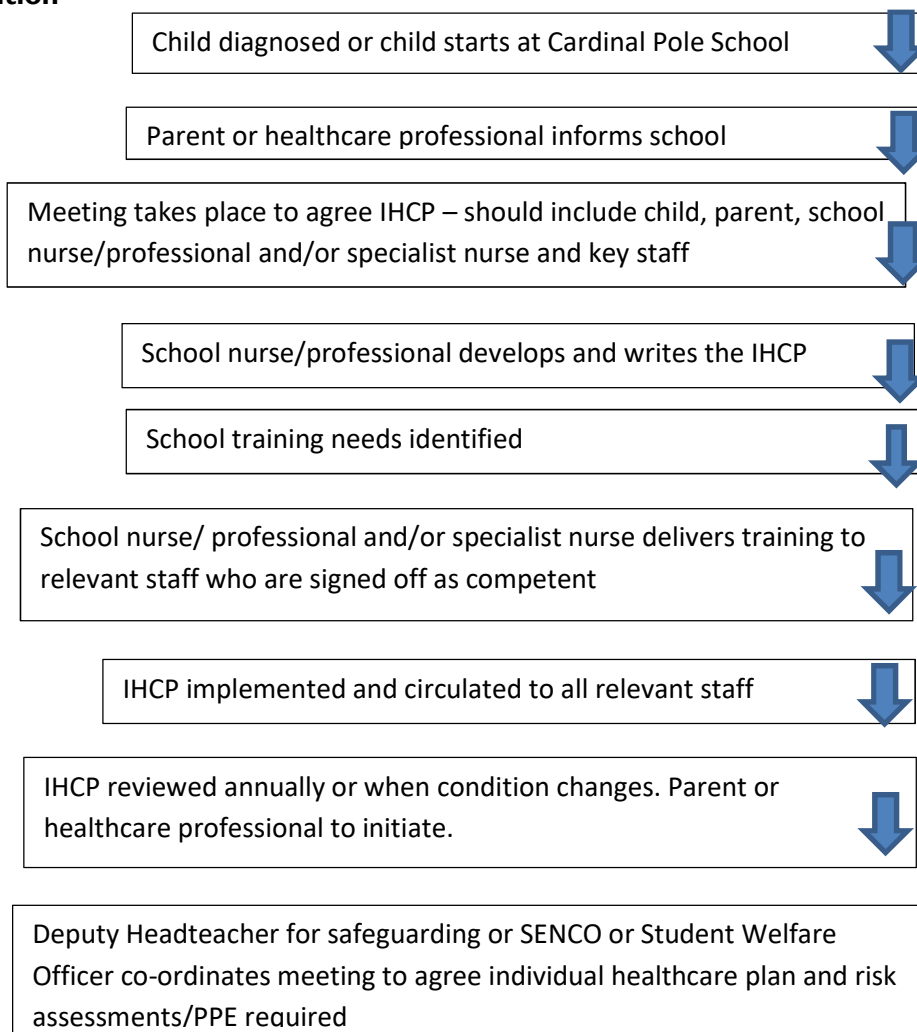 Child diagnosed or child starts at Cardinal Pole School
Parent or healthcare professional informs school
Meeting takes place to agree IHCP – should include child, parent, school
nurse/professional and/or specialist nurse and key staff
School nurse/professional develops and writes the IHCP
School training needs identified
School nurse/ professional and/or specialist nurse delivers training to
relevant staff who are signed off as competent
IHCP implemented and circulated to all relevant staff
IHCP reviewed annually or when condition changes. Parent or
healthcare professional to initiate.
Deputy Headteacher for safeguarding or SENCO or Student Welfare
Officer co-ordinates meeting to agree individual healthcare plan and risk
assessments/PPE required